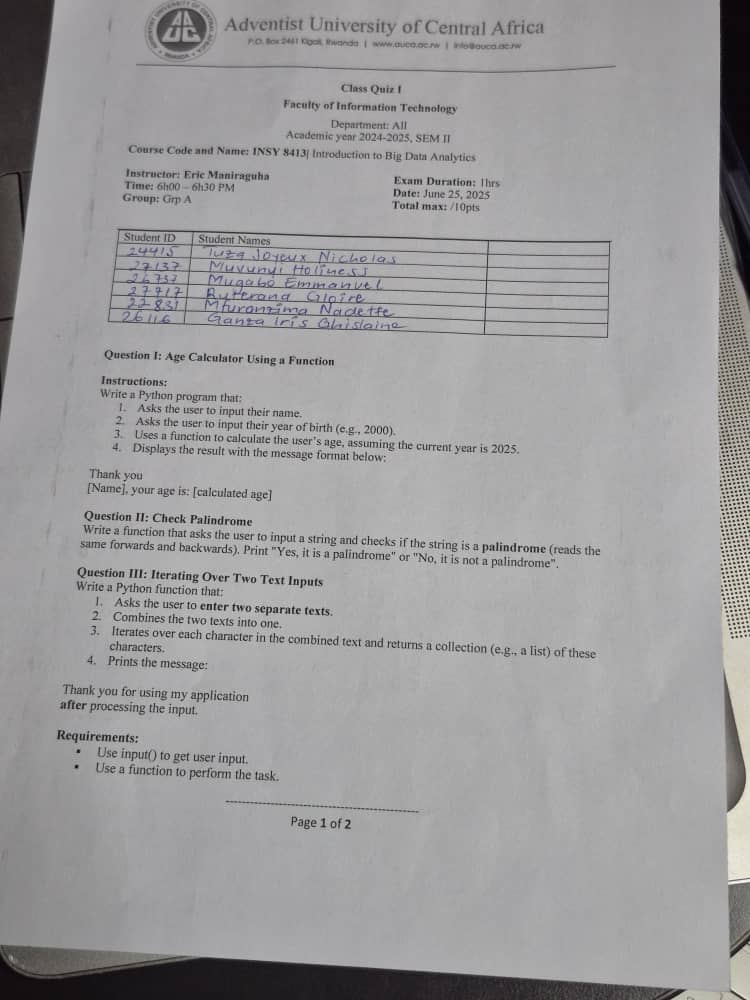 ADVENTIST UNIVERSITY OF CENTRAL AFRICA
AUCA
Adventist University of Central Africa
P.O. Box 2461 Kigali, Rwanda | www.auca.ac.rw | info@auca.ac.rw
Class Quiz I
Faculty of Information Technology
Department: All
Academic year 2024-2025, SEM II
Course Code and Name: INSY 8413| Introduction to Big Data Analytics
Instructor: Eric Maniraguha
Time: 6h00 – 6h30 PM
Group: Grp A
Exam Duration: 1hrs
Date: June 25, 2025
Total max: /10pts
Student ID Student Names
24415 Tuza Joyeux Nicholas
27137 Muvunyi Holiness
26737 Mugabo Emmanuel
27717 Gloire
22831 Nadette
26116 Ganza Iris Ghislaine
Question I: Age Calculator Using a Function
Instructions:
Write a Python program that:
1. Asks the user to input their name.
2. Asks the user to input their year of birth (e.g., 2000).
3. Uses a function to calculate the user's age, assuming the current year is 2025.
4. Displays the result with the message format below:
Thank you
[Name], your age is: [calculated age]
Question II: Check Palindrome
Write a function that asks the user to input a string and checks if the string is a palindrome (reads the
same forwards and backwards). Print "Yes, it is a palindrome" or "No, it is not a palindrome".
Question III: Iterating Over Two Text Inputs
Write a Python function that:
1. Asks the user to enter two separate texts.
2. Combines the two texts into one.
3. Iterates over each character in the combined text and returns a collection (e.g., a list) of these
characters.
4. Prints the message:
Thank you for using my application
after processing the input.
Requirements:
▪ Use input() to get user input.
▪ Use a function to perform the task.
Page 1 of 2